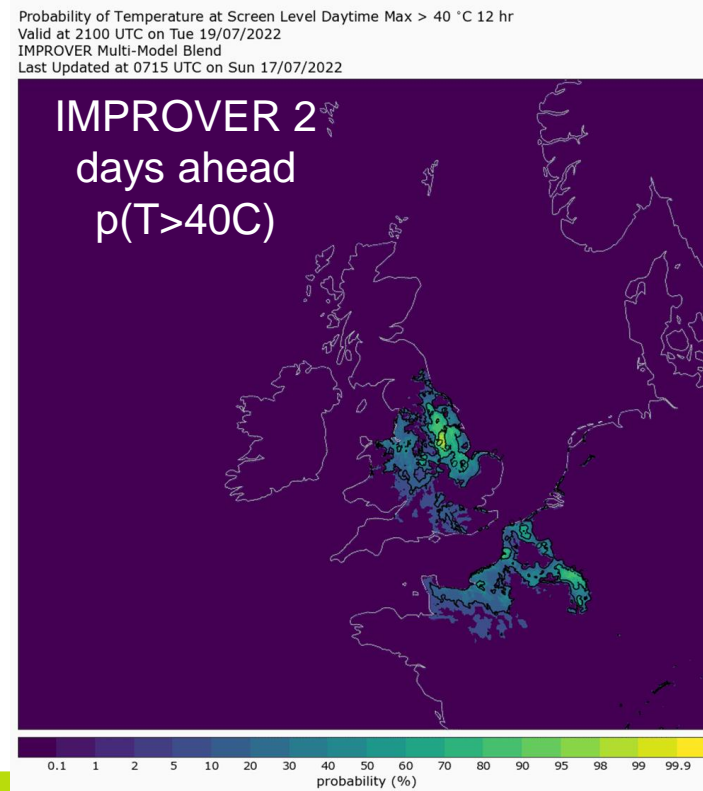 Probability of Temperature at Screen Level Daytime Max > 40 °C 12 hr
Valid at 2100 UTC on Tue 19/07/2022
IMPROVER Multi-Model Blend
Last Updated at 0715 UTC on Sun 17/07/2022
IMPROVER 2
days ahead
p(T>40C)
0.1 1 2 5 10 20 30 40 50 60 70 80 90 95 98 99 99.9
probability (%)